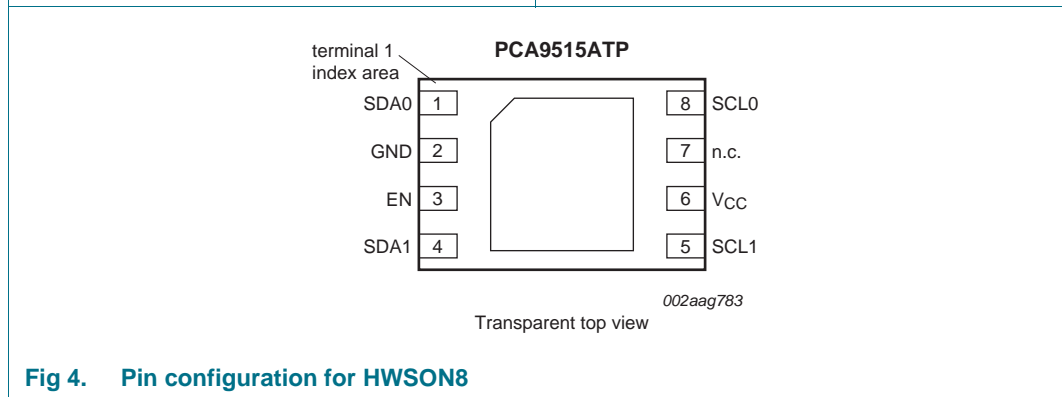 PCA9515ATP
terminal 1
index area
SDA0 1
8 SCL0
GND 2
7 n.c.
EN 3
6 VCC
SDA1 4
5 SCL1
002aag783
Transparent top view
Fig 4. Pin configuration for HWSON8